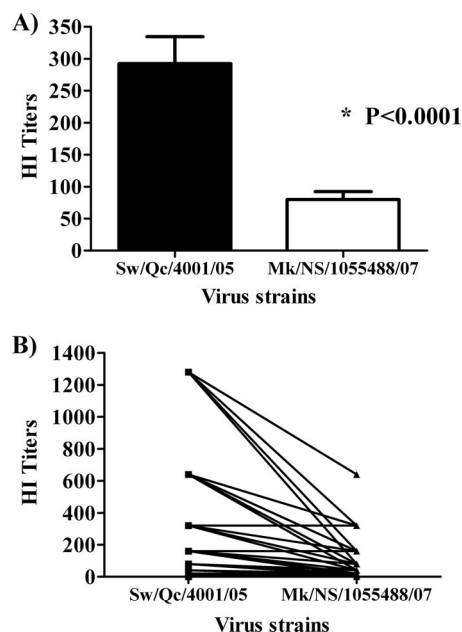 A)
350
300
250
200
150
100
50
0
HI Titers
* P<0.0001
Sw/Qc/4001/05 Mk/NS/1055488/07
Virus strains
B)
1400
1200
1000
800
600
400
200
0
HI Titers
Sw/Qc/4001/05 Mk/NS/1055488/07
Virus strains